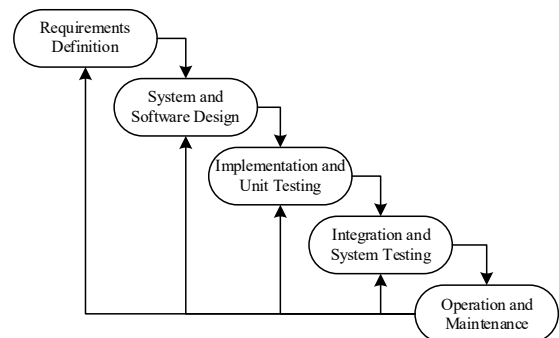 Requirements
Definition
System and
Software Design
Implementation and
Unit Testing
Integration and
System Testing
Operation and
Maintenance